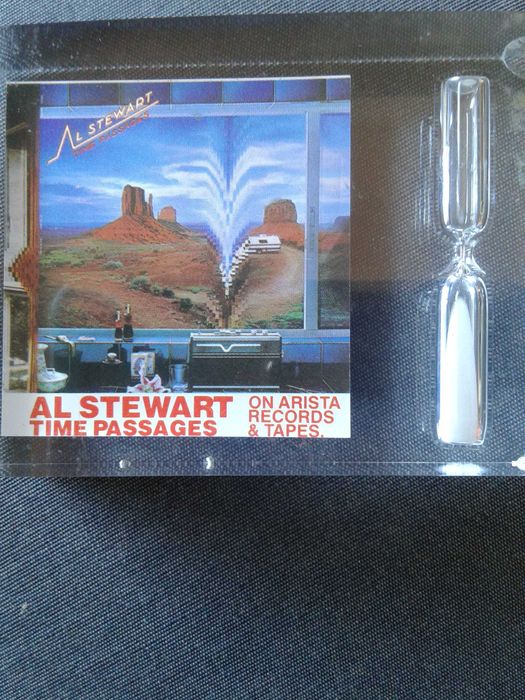 AL STEWART
TIME PASSAGES
AL STEWART
TIME PASSAGES
ON ARISTA
RECORDS
& TAPES.